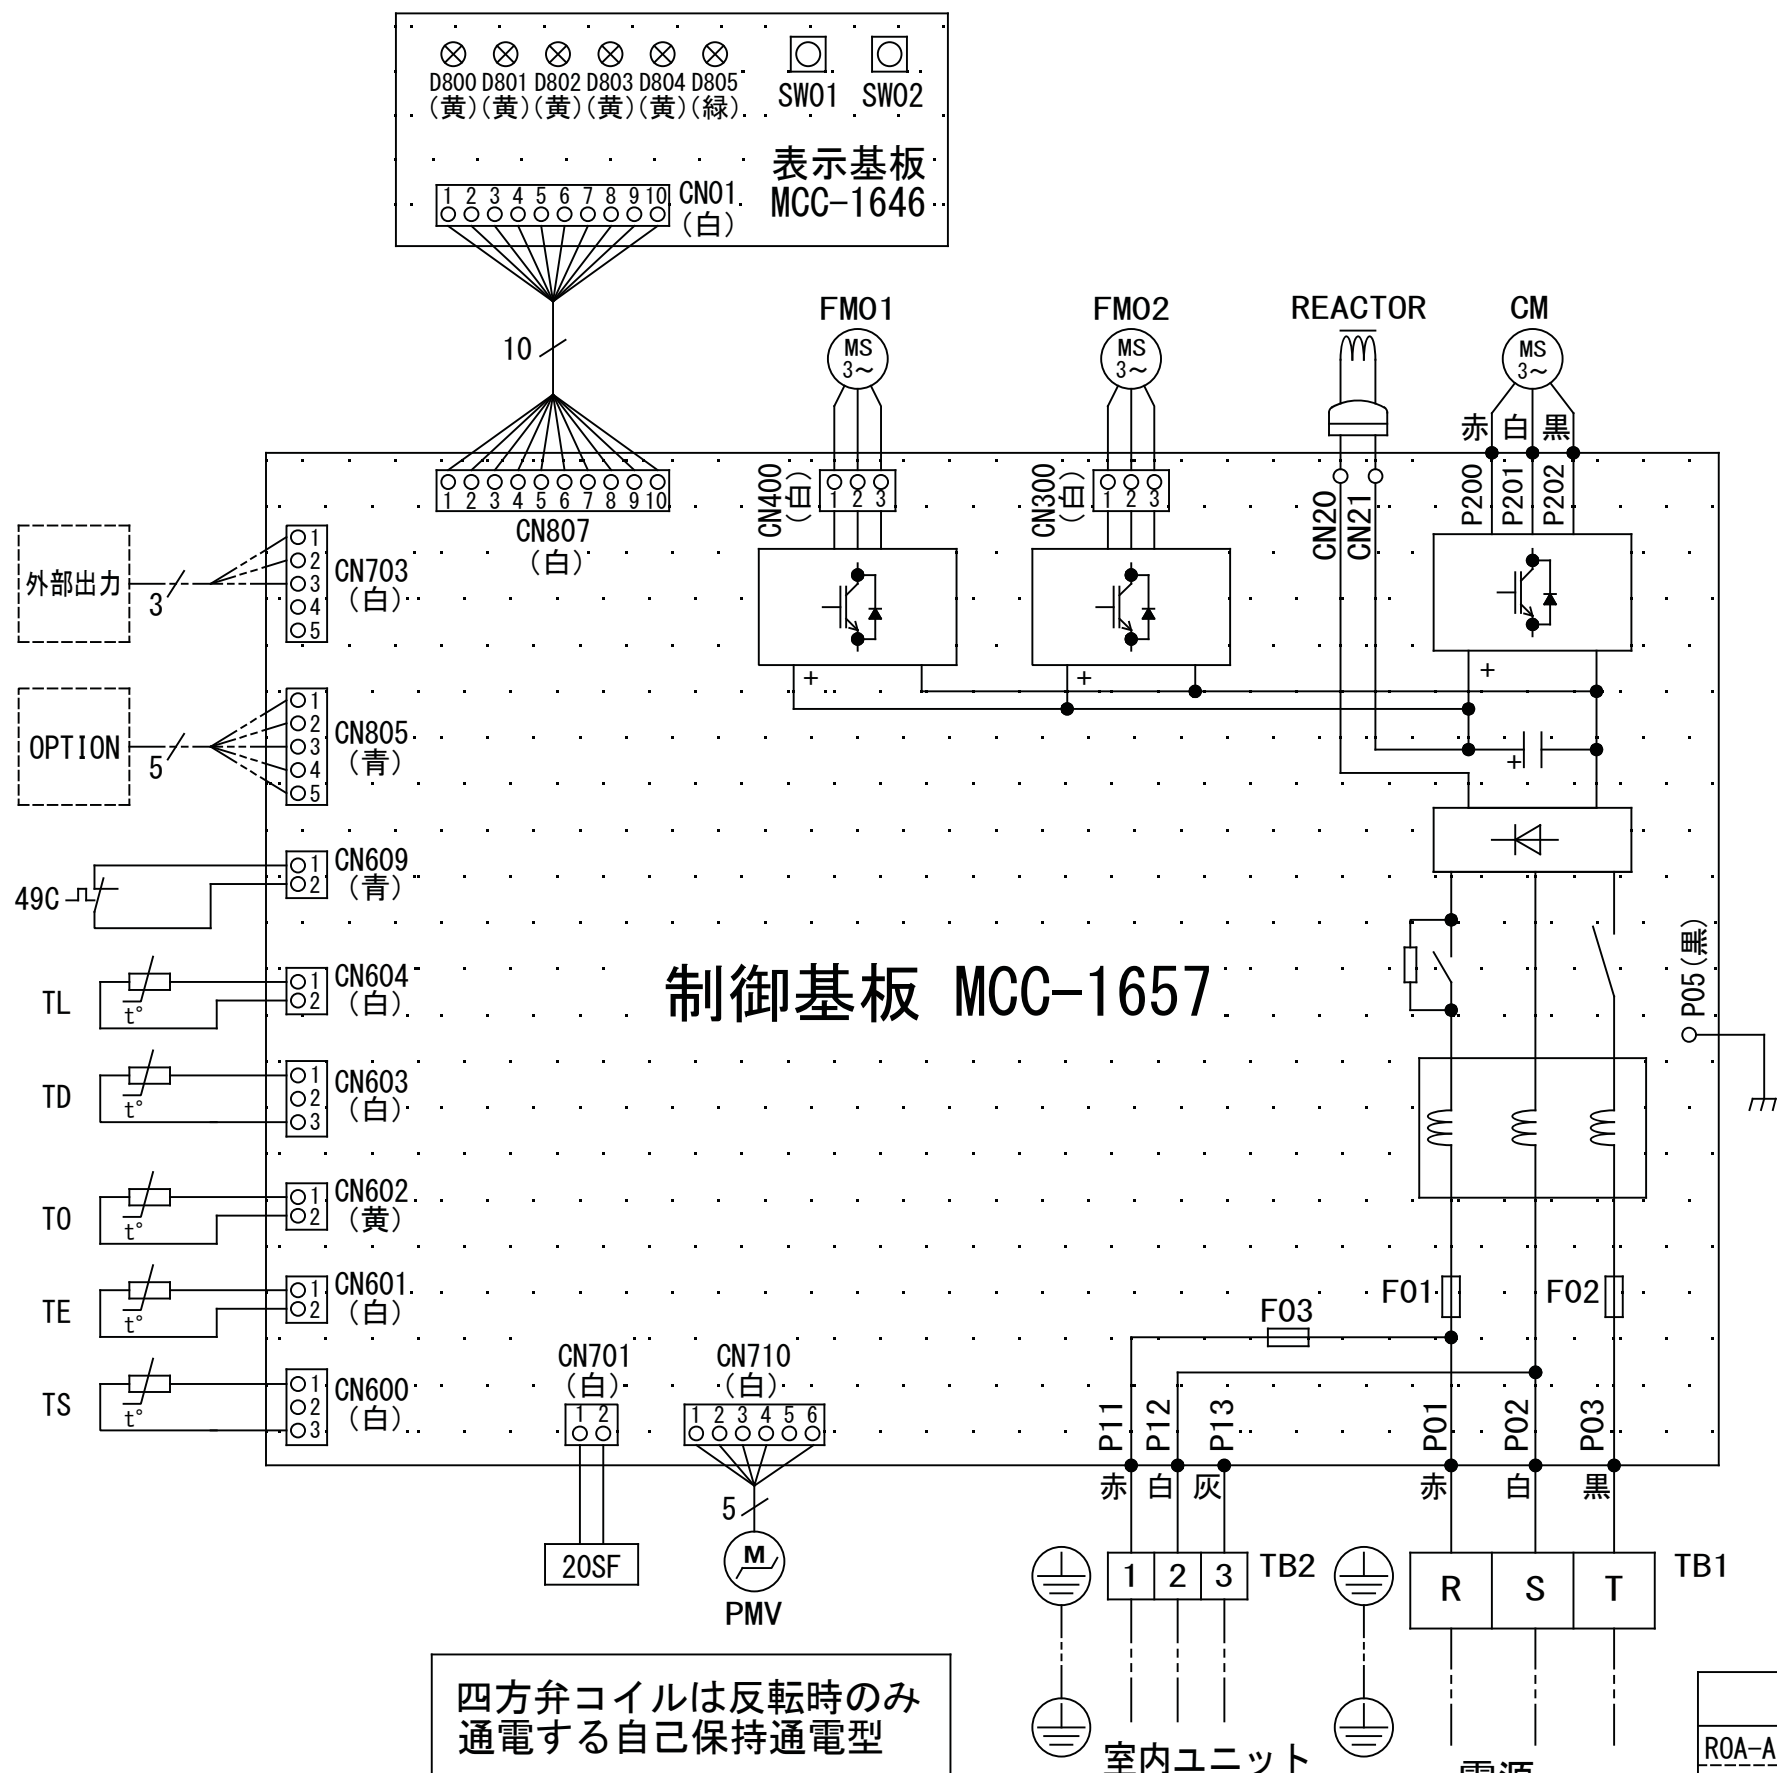 D800 D801 D802 D803 D804 D805
(黄)(黄)(黄)(黄)(黄)(緑)
SW01 SW02
表示基板
MCC-1646
1 2 3 4 5 6 7 8 9 10
CN01
(白)
10
FM01
MS
3～
FM02
MS
3～
REACTOR
CM
MS
3～
赤 白 黒
P200
P201
P202
1 2 3 4 5 6 7 8 9 10
CN807
(白)
CN400
(白)
1 2 3
CN300
(白)
1 2 3
CN20
CN21
外部出力
3
1
2
3
4
5
CN703
(白)
+
+
+
+
OPTION
5
1
2
3
4
5
CN805
(青)
49C
1
2
CN609
(青)
制御基板 MCC-1657
P05(黒)
TL
t°
1
2
CN604
(白)
TD
t°
1
2
3
CN603
(白)
TO
t°
1
2
CN602
(黄)
TE
t°
1
2
CN601
(白)
TS
t°
1
2
3
CN600
(白)
F01
F02
F03
CN701
(白)
1 2
20SF
CN710
(白)
1 2 3 4 5 6
5
M
PMV
P11
P12
P13
赤 白 灰
P01
P02
P03
赤 白 黒
1 2 3
TB2
R S T
TB1
四方弁コイルは反転時のみ
通電する自己保持通電型
室内ユニット
電源
ROA-A